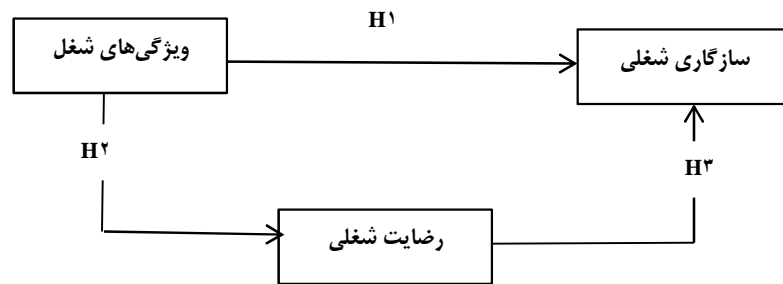 H۱
ویژگی‌های شغل
سازگاری شغلی
H۲
H۳
رضایت شغلی